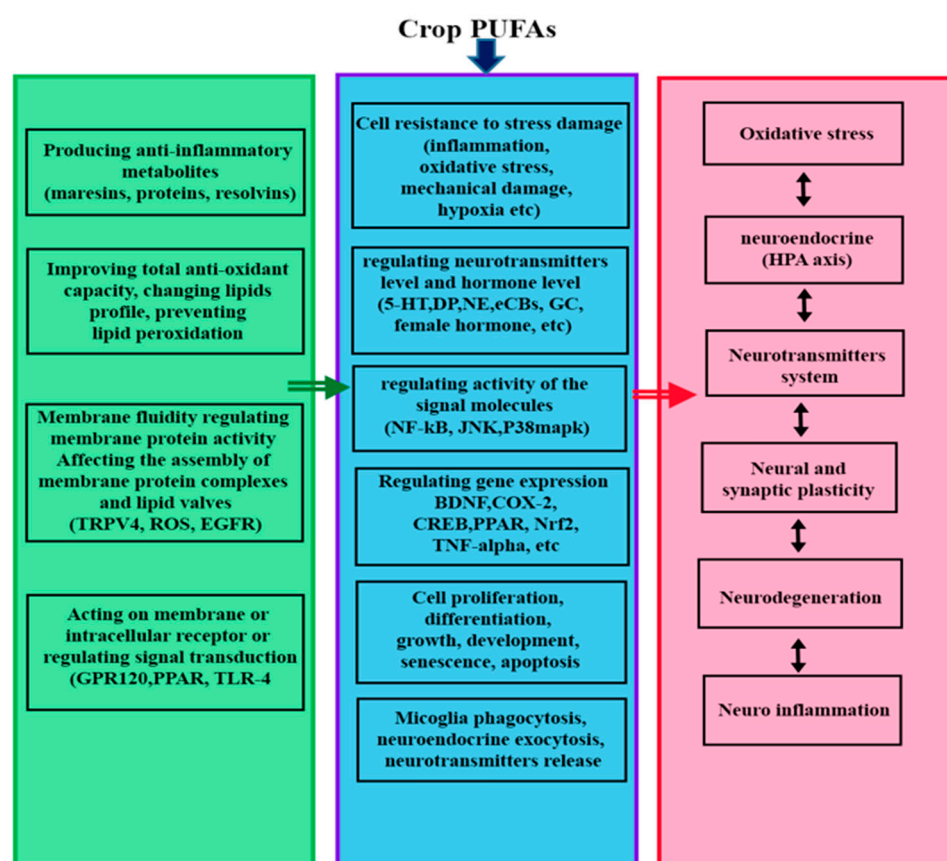 Crop PUFAs
Producing anti-inflammatory
metabolites
(maresins, proteins, resolvins)
Improving total anti-oxidant
capacity, changing lipids
profile, preventing
lipid peroxidation
Membrane fluidity regulating
membrane protein activity
Affecting the assembly of
membrane protein complexes
and lipid valves
(TRPV4, ROS, EGFR)
Acting on membrane or
intracellular receptor or
regulating signal transduction
(GPR120,PPAR, TLR-4
Cell resistance to stress damage
(inflammation,
oxidative stress,
mechanical damage,
hypoxia etc)
regulating neurotransmitters
level and hormone level
(5-HT,DP,NE,eCBs, GC,
female hormone, etc)
regulating activity of the
signal molecules
(NF-kB, JNK,P38mapk)
Regulating gene expression
BDNF,COX-2,
CREB,PPAR, Nrf2,
TNF-alpha, etc
Cell proliferation,
differentiation,
growth, development,
senescence, apoptosis
Micoglia phagocytosis,
neuroendocrine exocytosis,
neurotransmitters release
Oxidative stress
neuroendocrine
(HPA axis)
Neurotransmitters
system
Neural and
synaptic plasticity
Neurodegeneration
Neuro inflammation